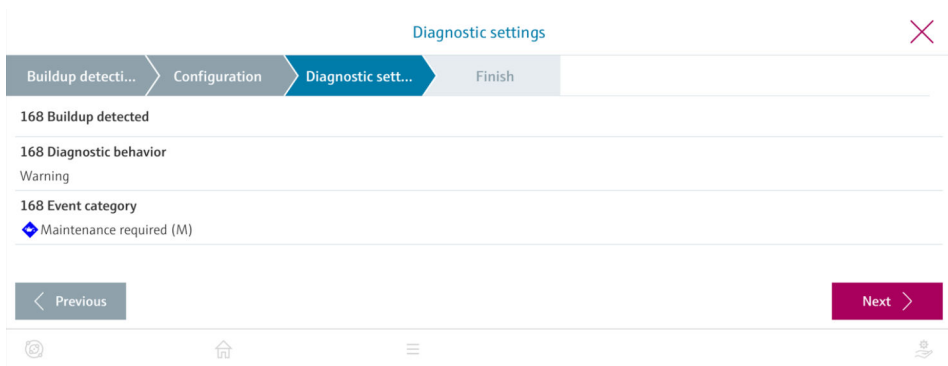 Diagnostic settings
Buildup detecti... Configuration Diagnostic sett... Finish
168 Buildup detected
168 Diagnostic behavior
Warning
168 Event category
Maintenance required (M)
Previous Next